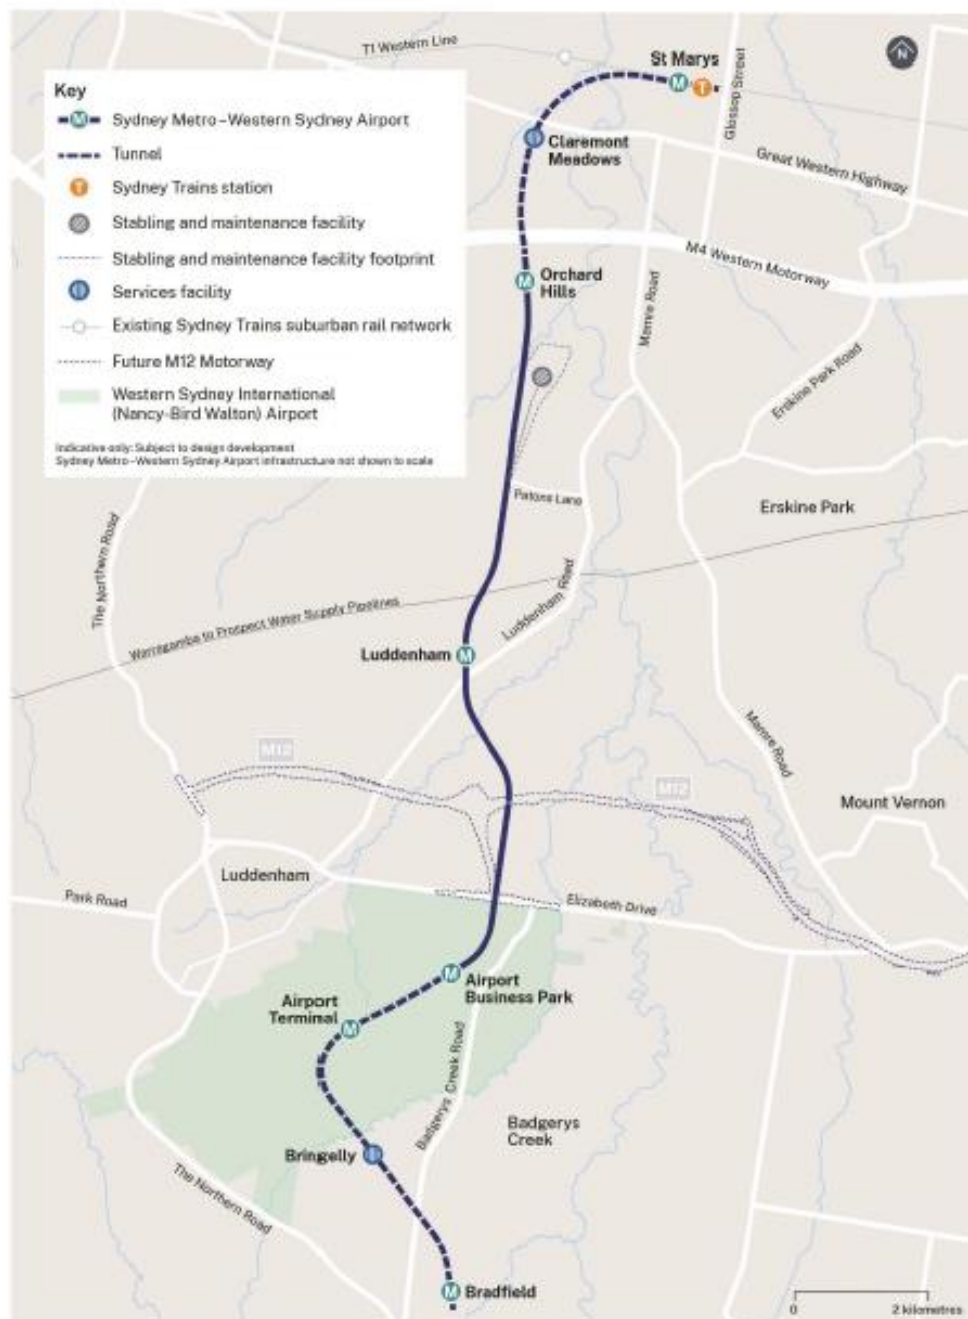 T1 Western Line
St Marys
M
T
N
Glossop Street
Key
M Sydney Metro – Western Sydney Airport
Tunnel
T Sydney Trains station
Stabling and maintenance facility
Stabling and maintenance facility footprint
Services facility
Existing Sydney Trains suburban rail network
Future M12 Motorway
Western Sydney International
(Nancy-Bird Walton) Airport
Indicative only: Subject to design development
Sydney Metro – Western Sydney Airport infrastructure not shown to scale
Claremont
Meadows
Great Western Highway
M4 Western Motorway
M
Orchard
Hills
Mamre Road
Erskine Park Road
Patons Lane
Erskine Park
The Northern Road
Warragamba to Prospect Water Supply Pipelines
Luddenham Road
Luddenham M
Mamre Road
M12
M12
Mount Vernon
Luddenham
Park Road
Elizabeth Drive
M
Airport
Business Park
Airport
Terminal
M
Badgerys Creek Road
Badgerys
Creek
Bringelly
The Northern Road
M Bradfield
0
2 kilometres